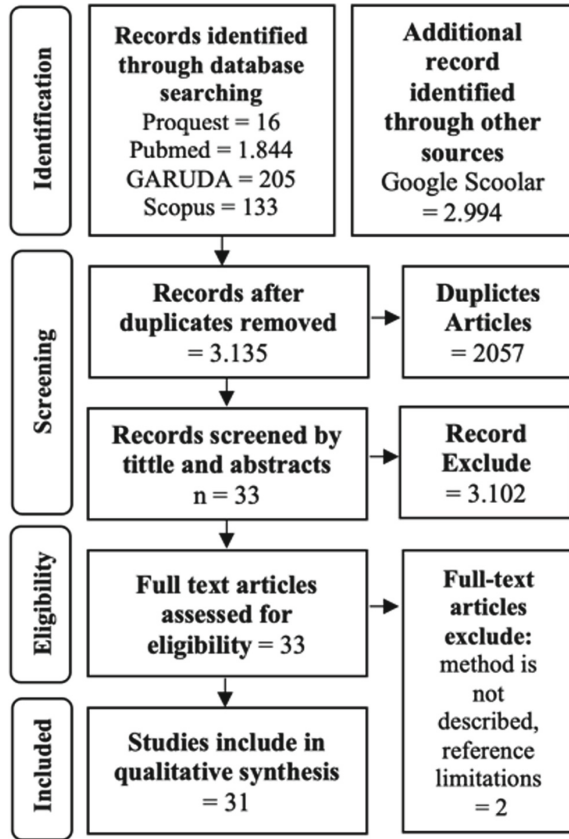 Identification
Records identified
through database
searching
Proquest = 16
Pubmed = 1.844
GARUDA = 205
Scopus = 133
Additional
record
identified
through other
sources
Google Scoolar
= 2.994
Screening
Records after
duplicates removed
= 3.135
Duplictes
Articles
= 2057
Records screened by
tittle and abstracts
n = 33
Record
Exclude
= 3.102
Eligibility
Full text articles
assessed for
eligibility = 33
Full-text
articles
exclude:
method is
not
described,
reference
limitations
= 2
Included
Studies include in
qualitative synthesis
= 31